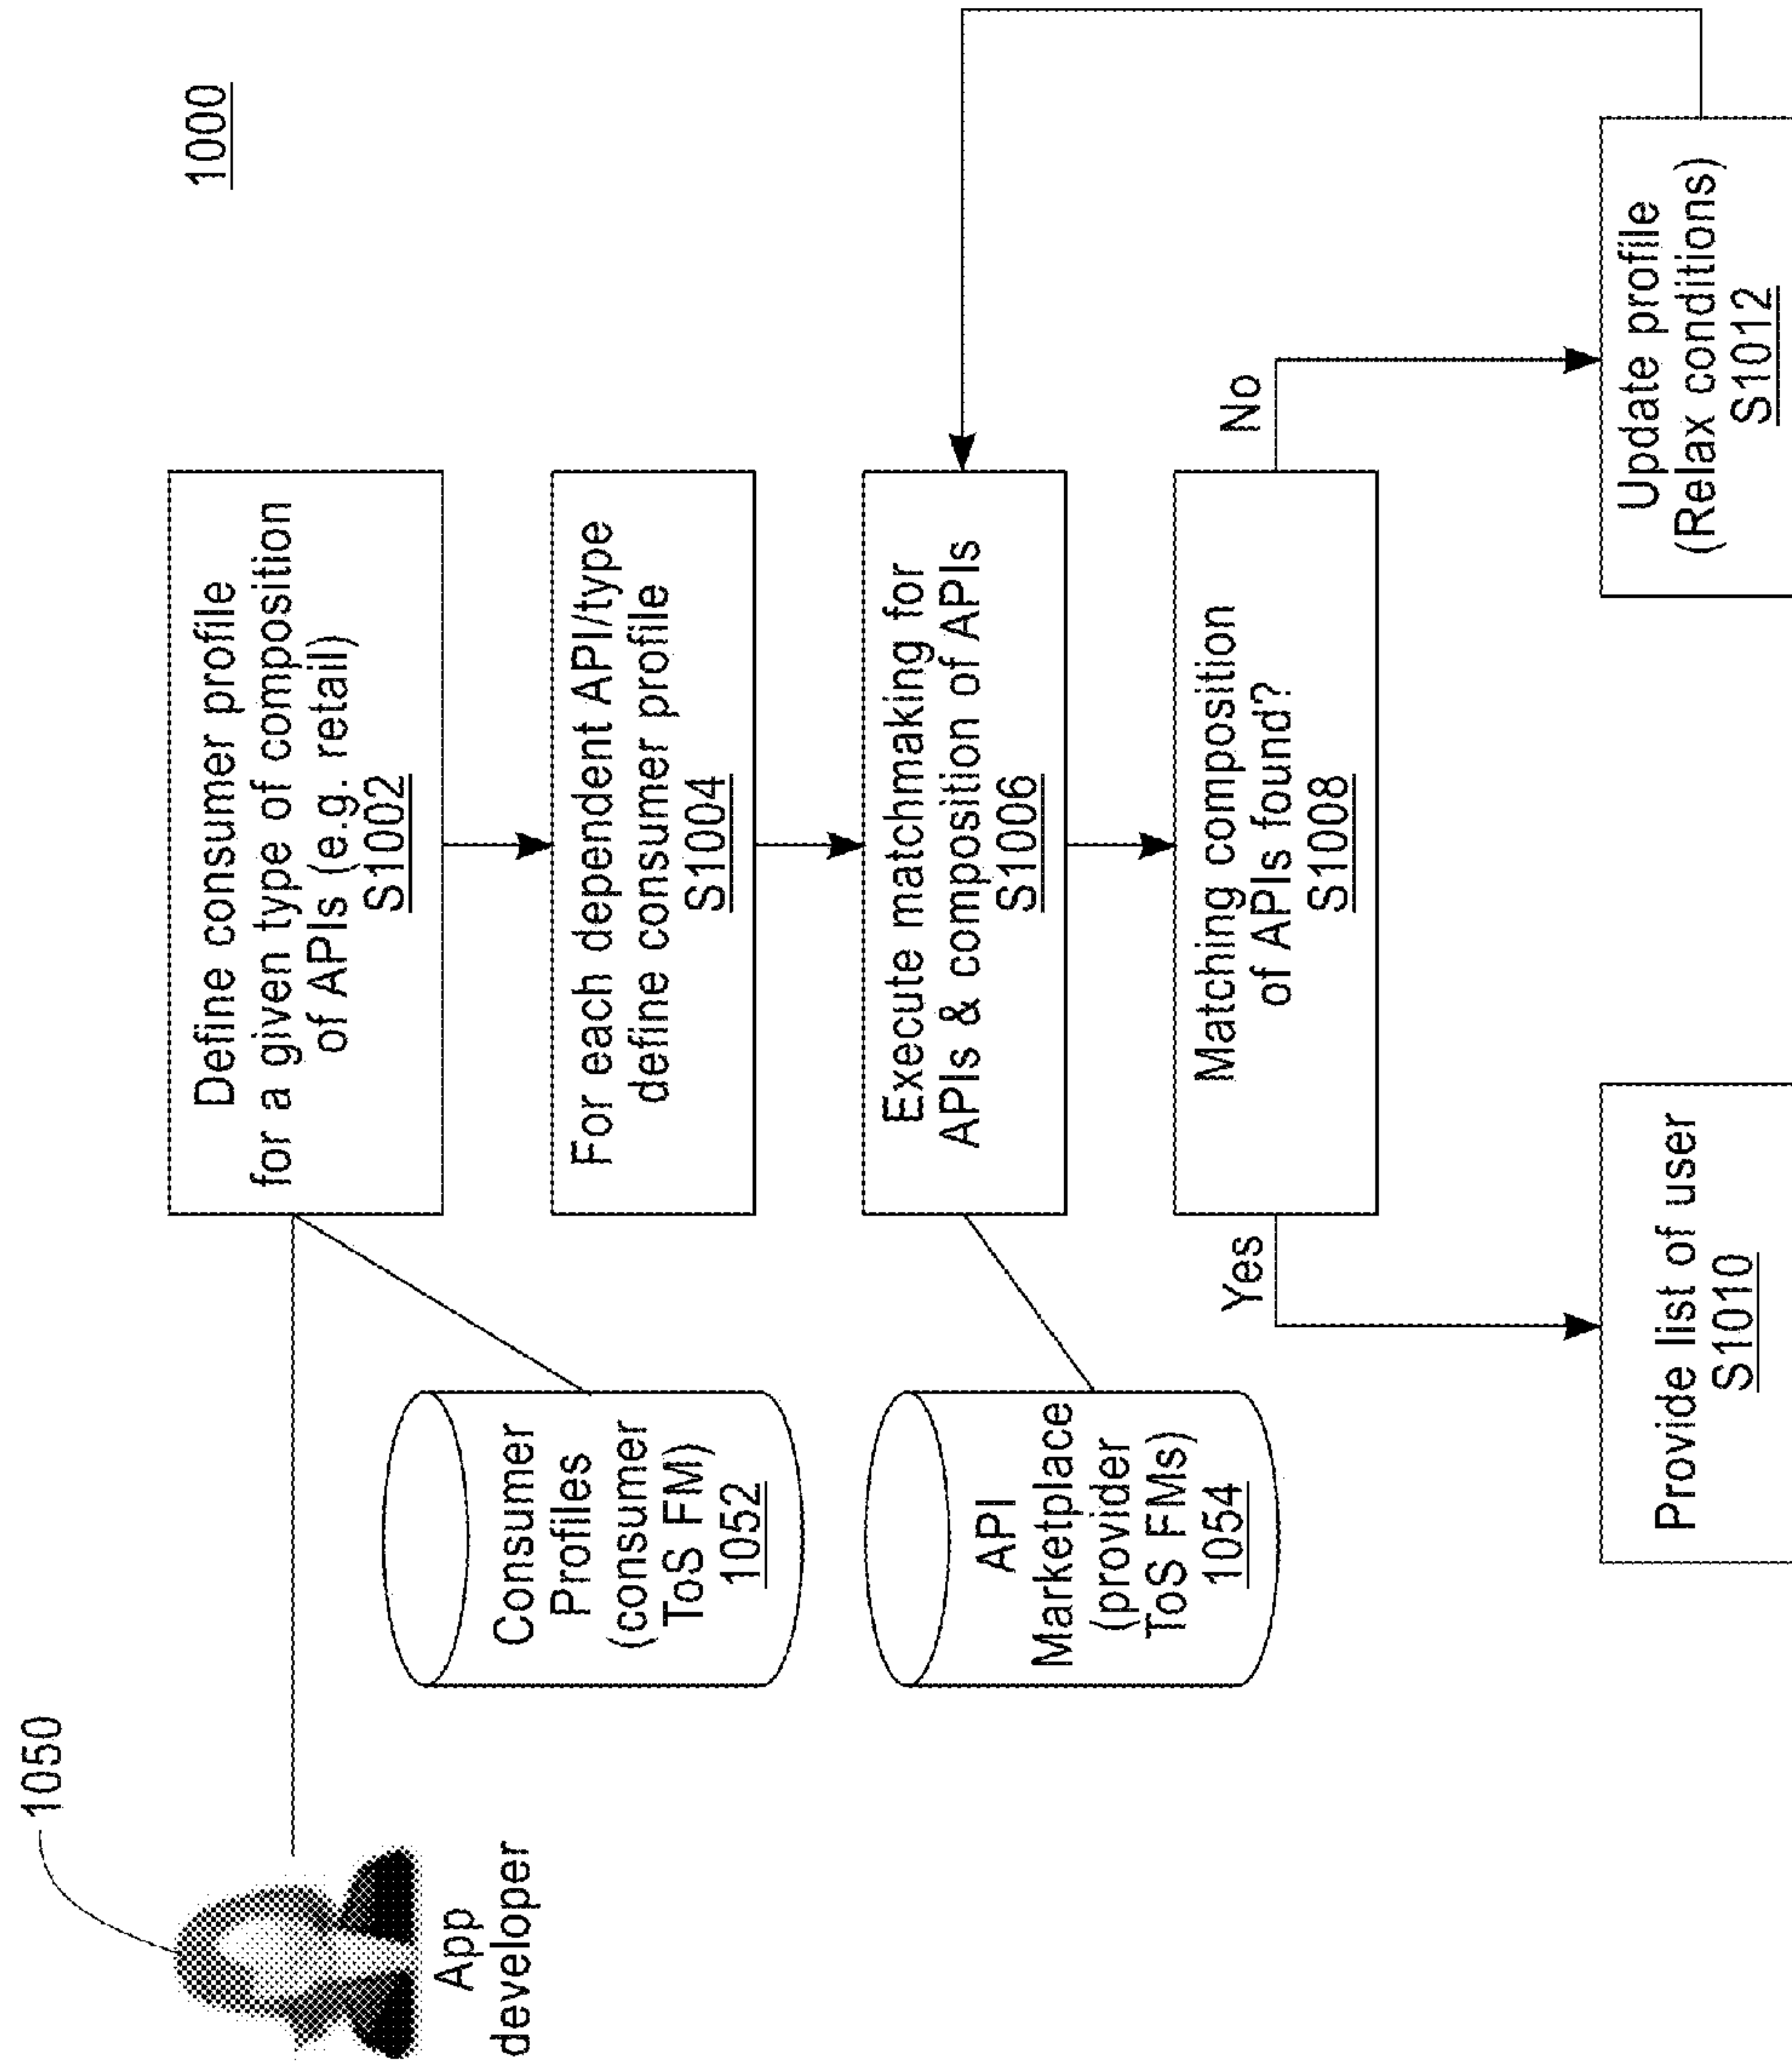 1000
1050
App
developer
Define consumer profile
for a given type of composition
of APIs (e.g. retail)
S1002
For each dependent API/type
define consumer profile
S1004
Consumer
Profiles
(consumer
ToS FM)
1052
Execute matchmaking for
APIs & composition of APIs
S1006
API
Marketplace
(provider
ToS FMs)
1054
Matching composition
of APIs found?
S1008
Yes
No
Provide list of user
S1010
Update profile
(Relax conditions)
S1012